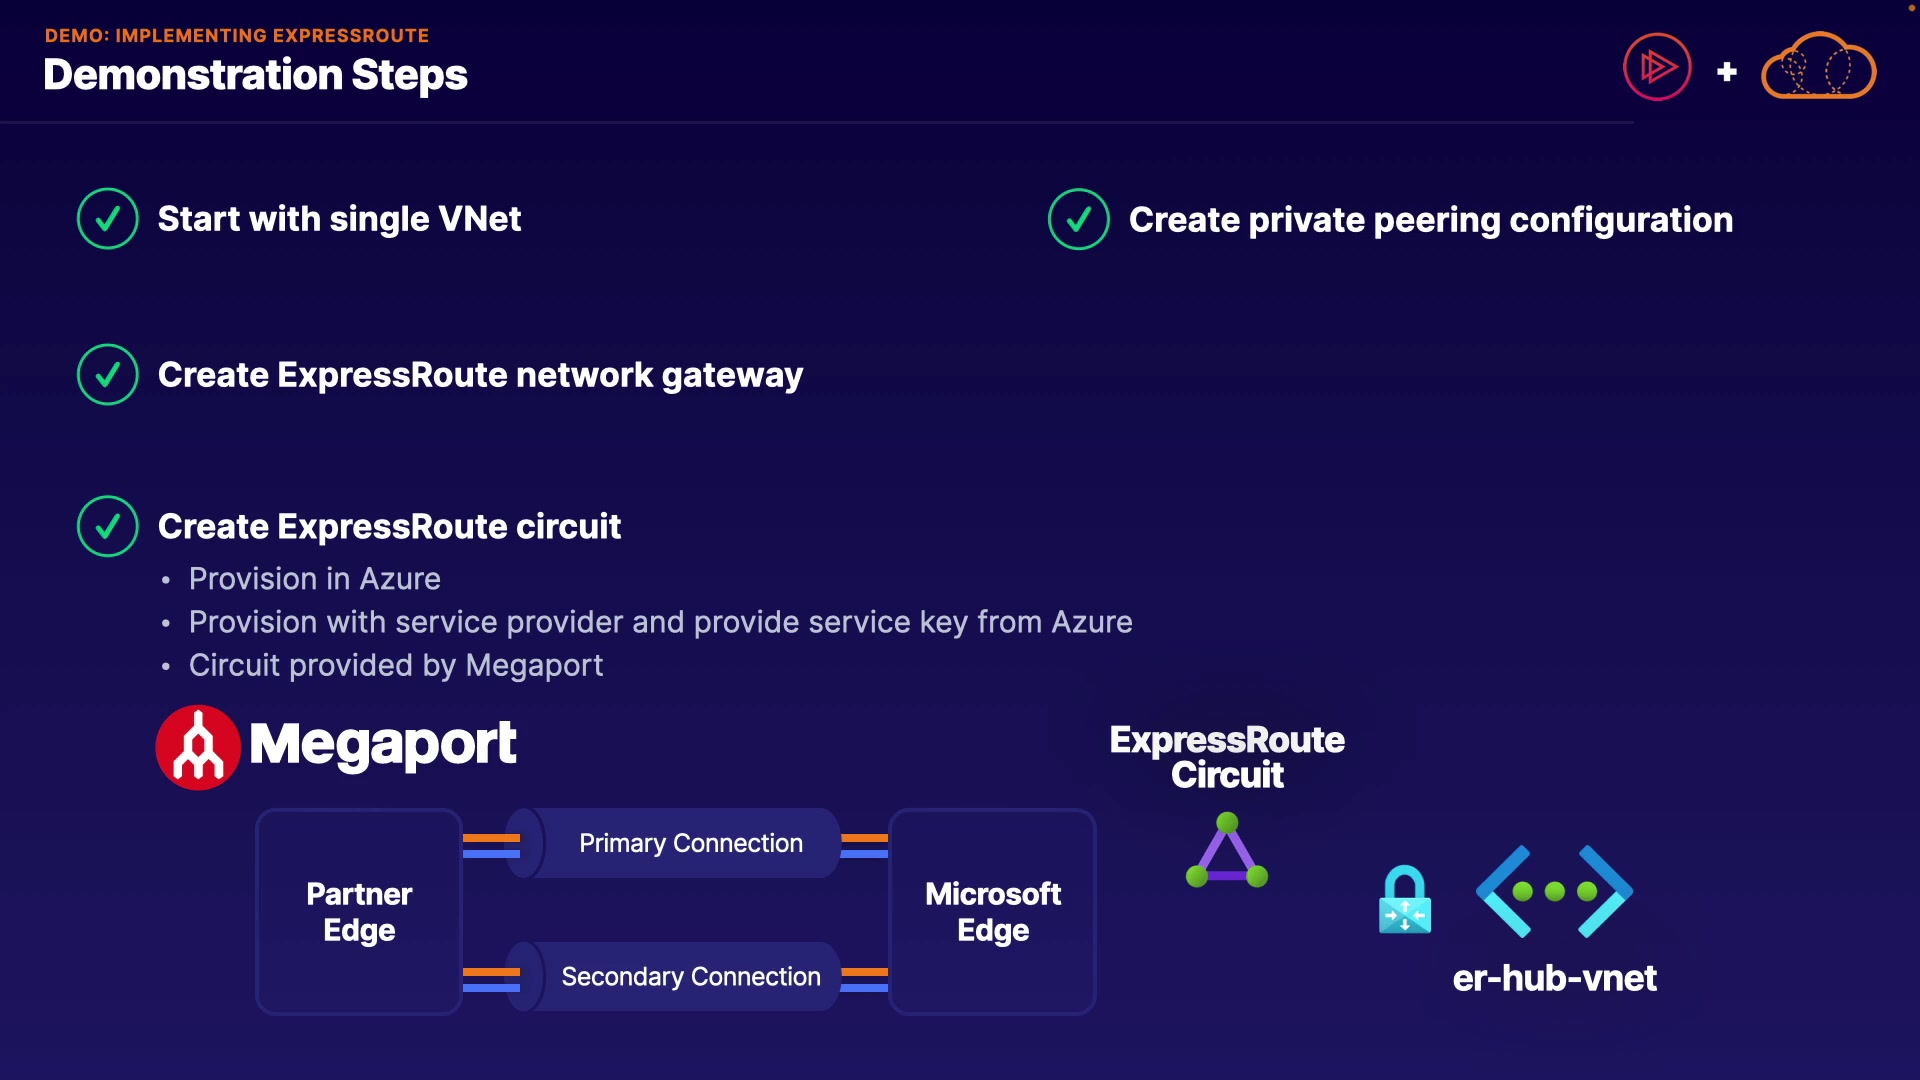 DEMO: IMPLEMENTING EXPRESSROUTE
Demonstration Steps
Start with single VNet
Create ExpressRoute network gateway
Create ExpressRoute circuit
• Provision in Azure
• Provision with service provider and provide service key from Azure
• Circuit provided by Megaport
Create private peering configuration
Megaport
Partner
Edge
Primary Connection
Secondary Connection
Microsoft
Edge
ExpressRoute
Circuit
er-hub-vnet